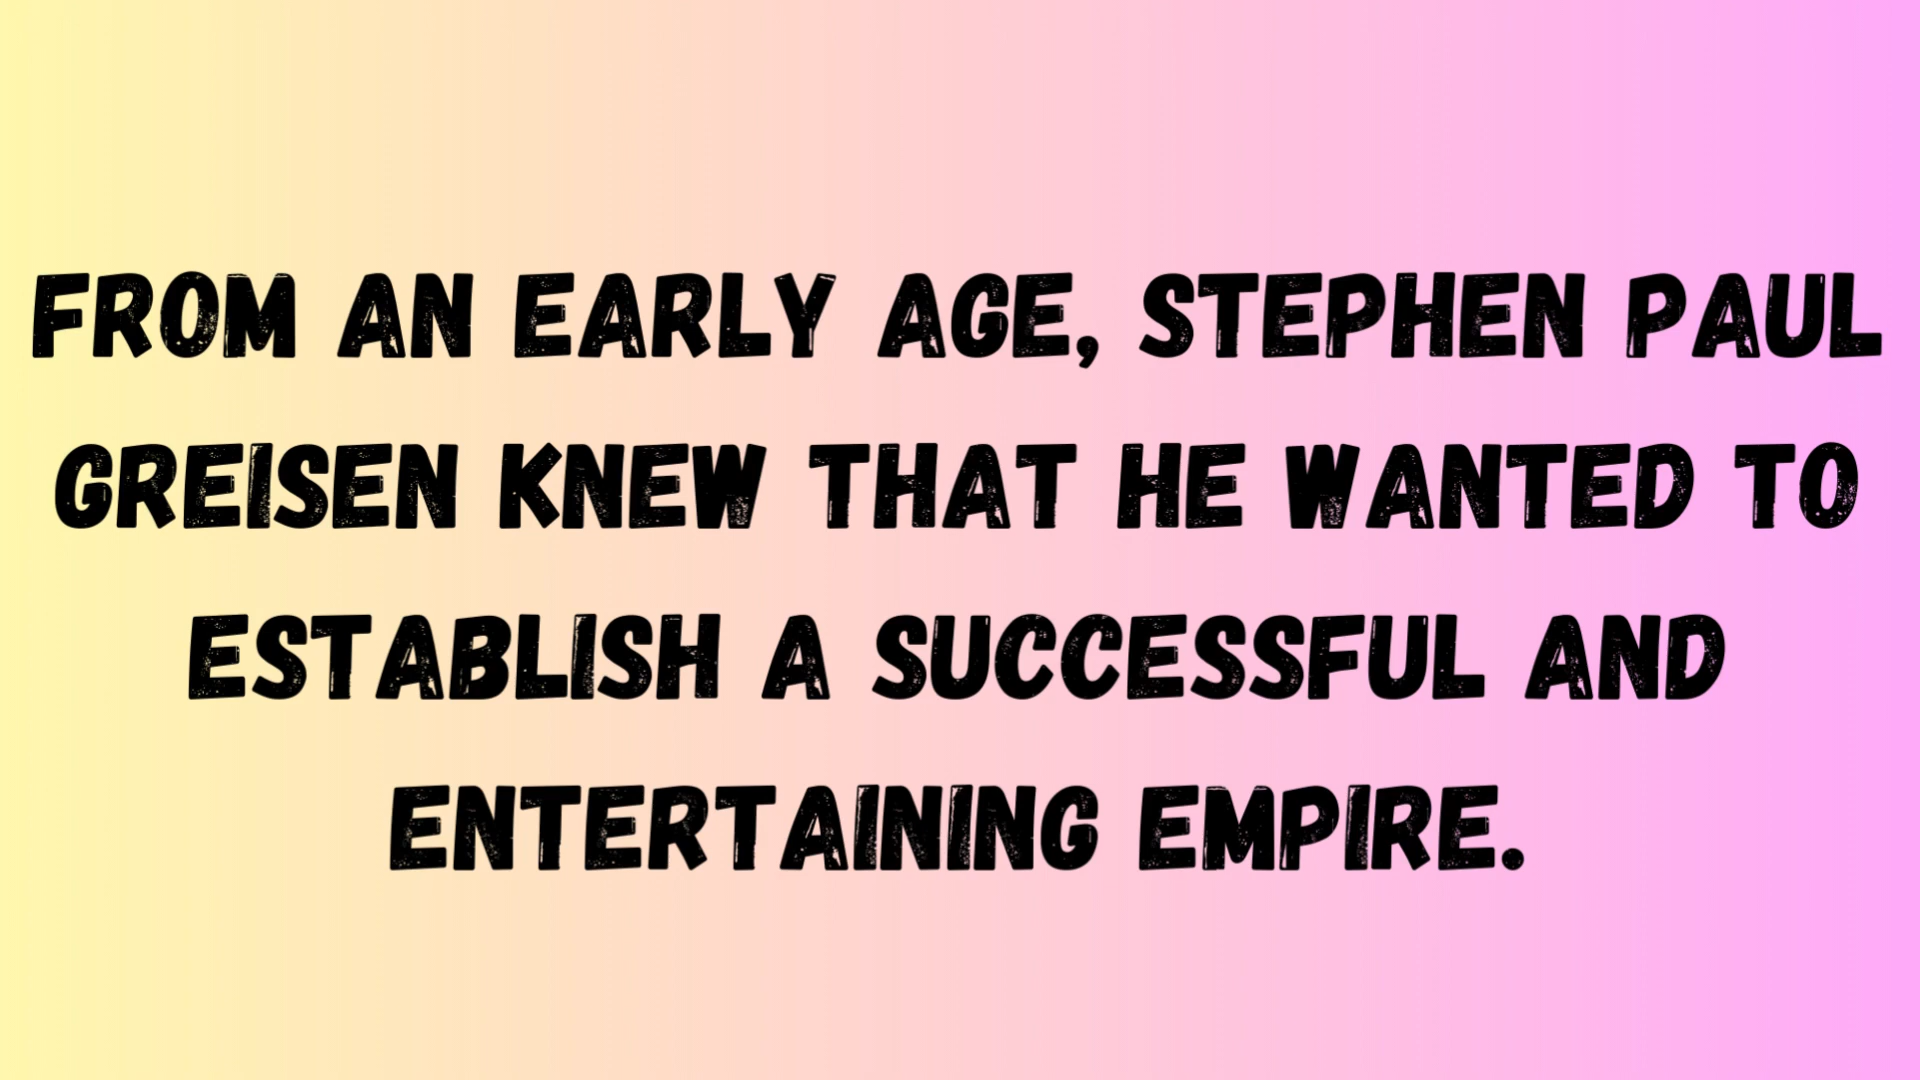 FROM AN EARLY AGE, STEPHEN PAUL
GREISEN KNEW THAT HE WANTED TO
ESTABLISH A SUCCESSFUL AND
ENTERTAINING EMPIRE.